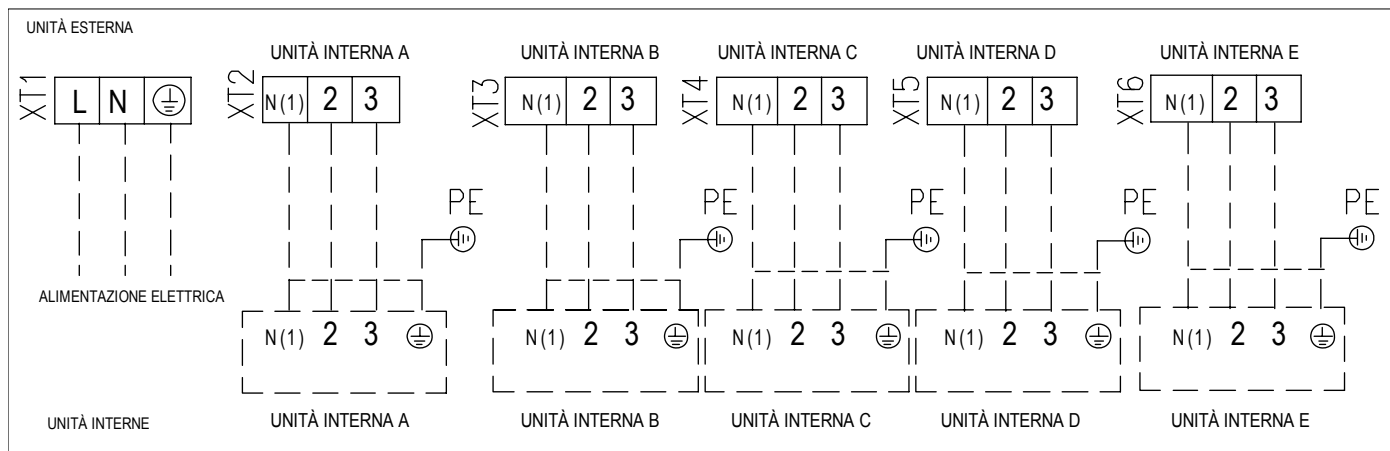 UNITÀ ESTERNA
UNITÀ INTERNA A UNITÀ INTERNA B UNITÀ INTERNA C UNITÀ INTERNA D UNITÀ INTERNA E
XT1 L N XT2 N(1) 2 3 XT3 N(1) 2 3 XT4 N(1) 2 3 XT5 N(1) 2 3 XT6 N(1) 2 3
PE PE PE PE PE
ALIMENTAZIONE ELETTRICA
N(1) 2 3 N(1) 2 3 N(1) 2 3 N(1) 2 3 N(1) 2 3
UNITÀ INTERNE UNITÀ INTERNA A UNITÀ INTERNA B UNITÀ INTERNA C UNITÀ INTERNA D UNITÀ INTERNA E